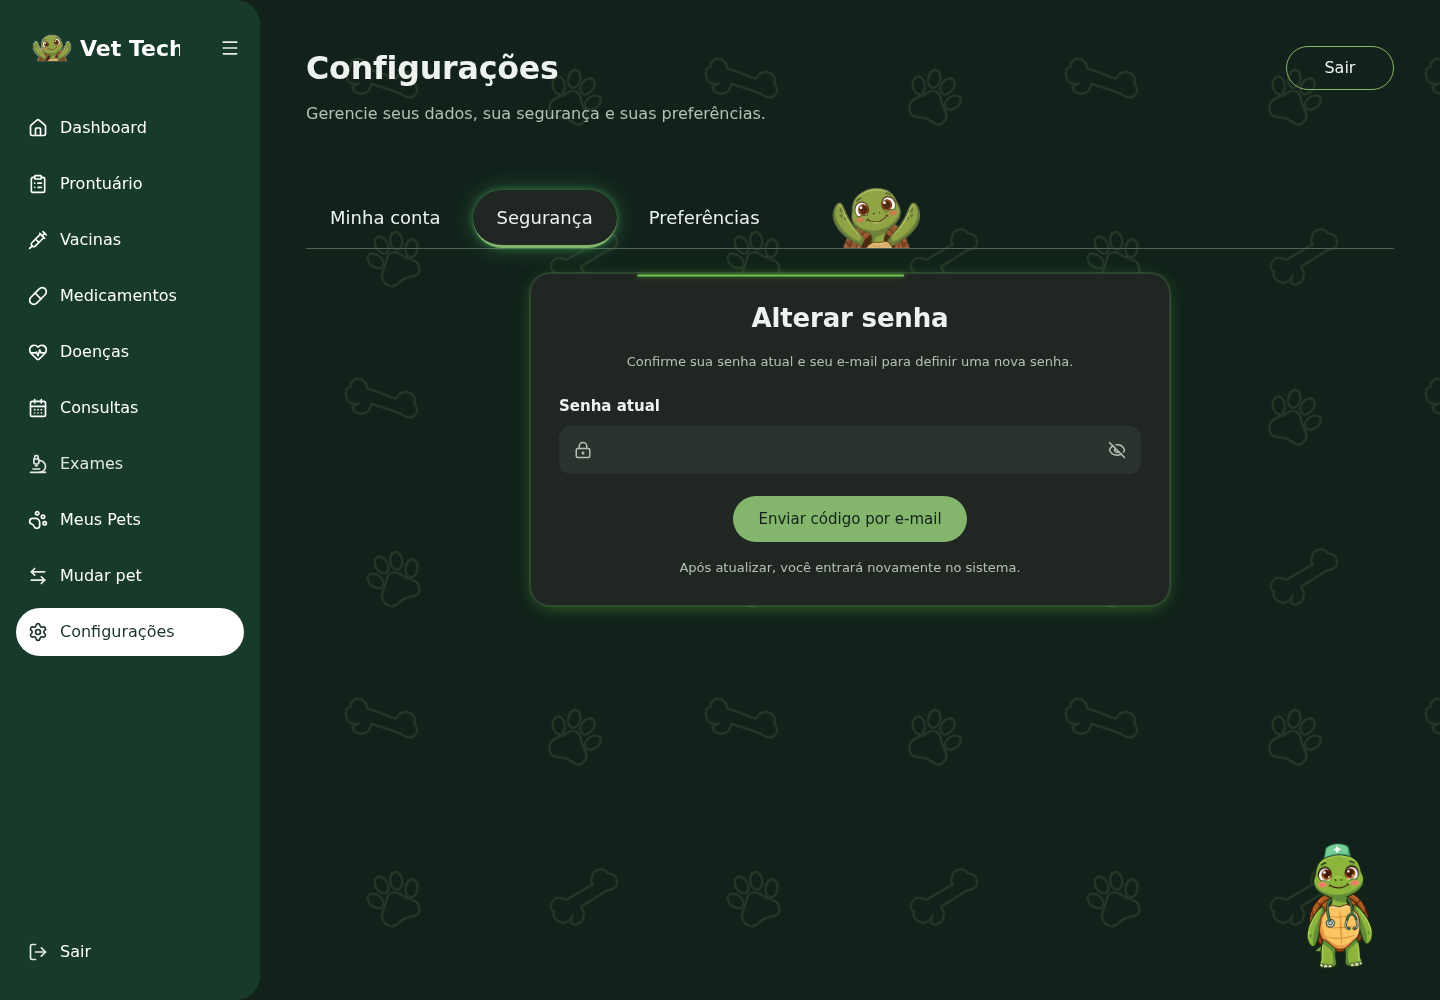 Vet Tech
Dashboard
Prontuário
Vacinas
Medicamentos
Doenças
Consultas
Exames
Meus Pets
Mudar pet
Configurações
Sair
Configurações
Gerencie seus dados, sua segurança e suas preferências.
Sair
Minha conta
Segurança
Preferências
Alterar senha
Confirme sua senha atual e seu e-mail para definir uma nova senha.
Senha atual
Enviar código por e-mail
Após atualizar, você entrará novamente no sistema.